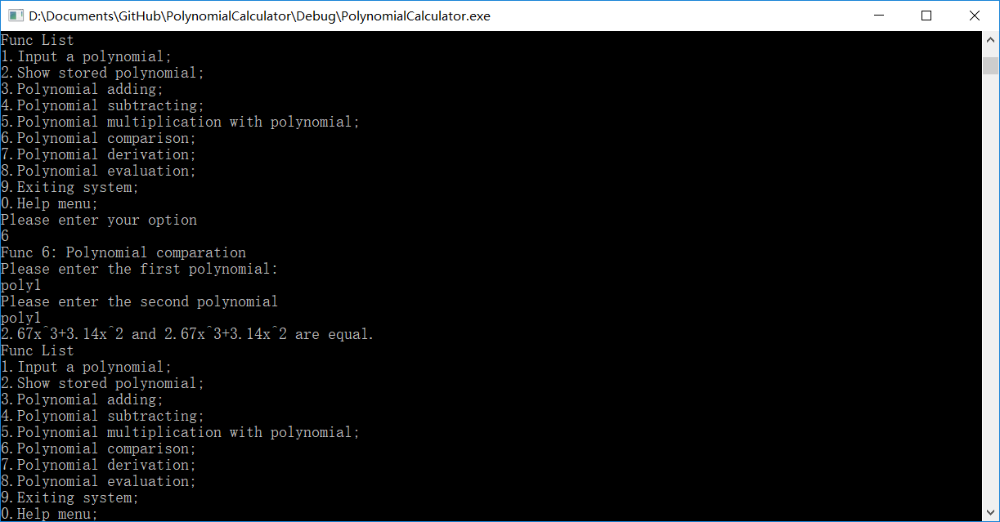 D:\Documents\GitHub\PolynomialCalculator\Debug\PolynomialCalculator.exe
Func List
1.Input a polynomial;
2.Show stored polynomial;
3.Polynomial adding;
4.Polynomial subtracting;
5.Polynomial multiplication with polynomial;
6.Polynomial comparison;
7.Polynomial derivation;
8.Polynomial evaluation;
9.Exiting system;
0.Help menu;
Please enter your option
6
Func 6: Polynomial comparation
Please enter the first polynomial:
poly1
Please enter the second polynomial
poly1
2.67x^3+3.14x^2 and 2.67x^3+3.14x^2 are equal.
Func List
1.Input a polynomial;
2.Show stored polynomial;
3.Polynomial adding;
4.Polynomial subtracting;
5.Polynomial multiplication with polynomial;
6.Polynomial comparison;
7.Polynomial derivation;
8.Polynomial evaluation;
9.Exiting system;
0.Help menu;